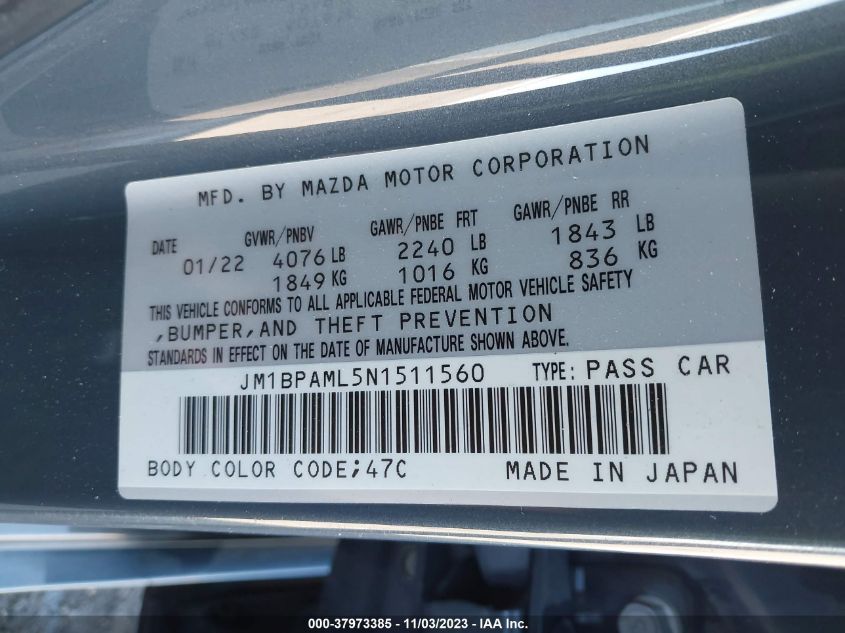 MFD. BY MAZDA MOTOR CORPORATION
DATE GVWR/PNBV GAWR/PNBE FRT GAWR/PNBE RR
01/22 4076 LB 2240 LB 1843 LB
1849 KG 1016 KG 836 KG
THIS VEHICLE CONFORMS TO ALL APPLICABLE FEDERAL MOTOR VEHICLE SAFETY
,BUMPER,AND THEFT PREVENTION
STANDARDS IN EFFECT ON THE DATE OF MANUFACTURE SHOWN ABOVE.
JM1BPAML5N1511560 TYPE: PASS CAR
BODY COLOR CODE;47C MADE IN JAPAN
000-37973385 - 11/03/2023 - IAA Inc.